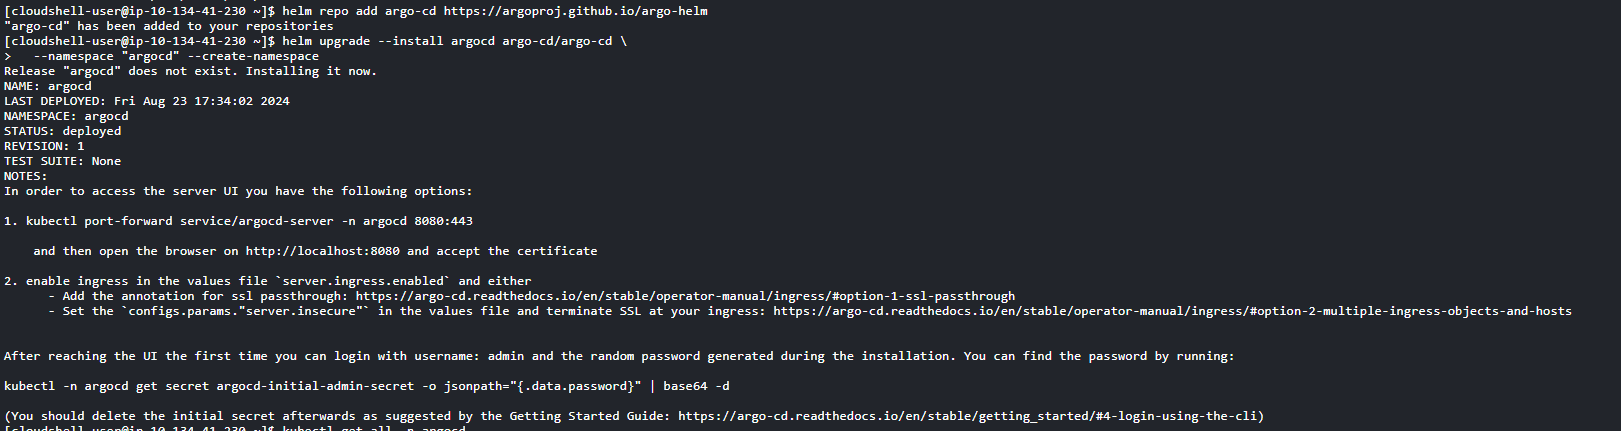 [cloudshell-user@ip-10-134-41-230 ~]$ helm repo add argo-cd https://argoproj.github.io/argo-helm
"argo-cd" has been added to your repositories
[cloudshell-user@ip-10-134-41-230 ~]$ helm upgrade --install argocd argo-cd/argo-cd \
>   --namespace "argocd" --create-namespace
Release "argocd" does not exist. Installing it now.
NAME: argocd
LAST DEPLOYED: Fri Aug 23 17:34:02 2024
NAMESPACE: argocd
STATUS: deployed
REVISION: 1
TEST SUITE: None
NOTES:
In order to access the server UI you have the following options:
1. kubectl port-forward service/argocd-server -n argocd 8080:443
and then open the browser on http://localhost:8080 and accept the certificate
2. enable ingress in the values file `server.ingress.enabled` and either
- Add the annotation for ssl passthrough: https://argo-cd.readthedocs.io/en/stable/operator-manual/ingress/#option-1-ssl-passthrough
- Set the `configs.params."server.insecure"` in the values file and terminate SSL at your ingress: https://argo-cd.readthedocs.io/en/stable/operator-manual/ingress/#option-2-multiple-ingress-objects-and-hosts
After reaching the UI the first time you can login with username: admin and the random password generated during the installation. You can find the password by running:
kubectl -n argocd get secret argocd-initial-admin-secret -o jsonpath="{.data.password}" | base64 -d
(You should delete the initial secret afterwards as suggested by the Getting Started Guide: https://argo-cd.readthedocs.io/en/stable/getting_started/#4-login-using-the-cli)
[cloudshell-user@ip-10-134-41-230 ~]$ kubectl get all -n argocd